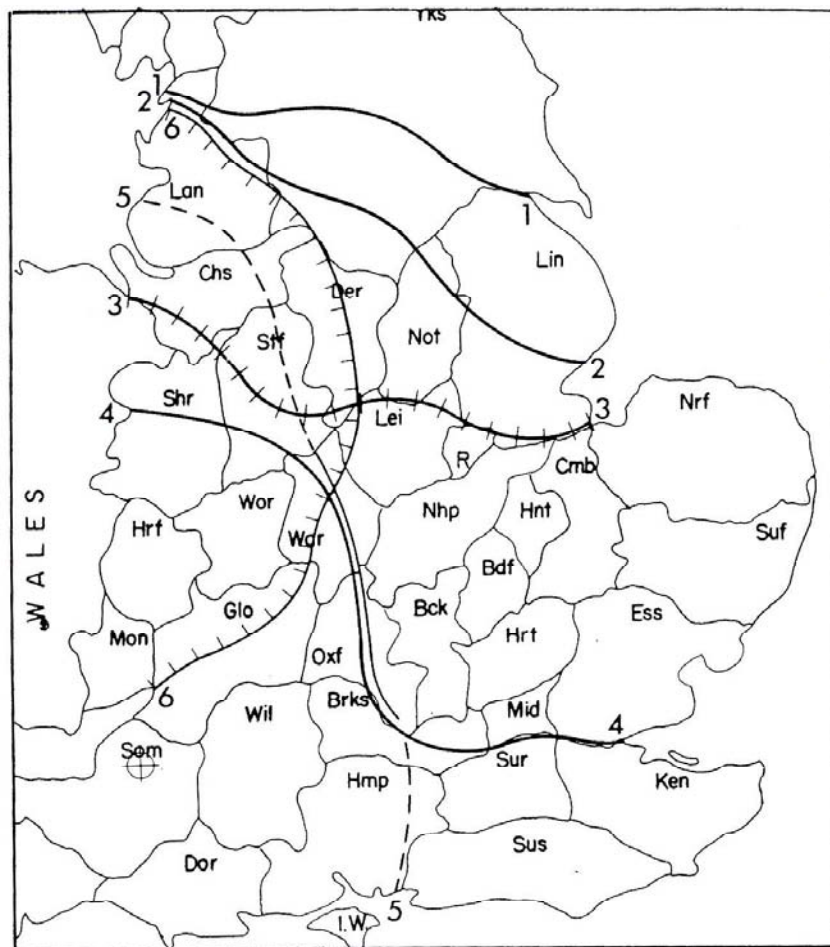 Yks
1
2
6
Lan
5
1
Lin
Chs
3
Der
Stf
Not
2
Shr
4
Lei
3
Nrf
R
Cmb
WALES
Hrf
Wor
War
Nhp
Hnt
Suf
Bdf
Mon
Glo
Bck
Ess
Oxf
Hrt
6
Wil
Brks
Mid
4
Som
Hmp
Sur
Ken
Dor
Sus
5
I.W.